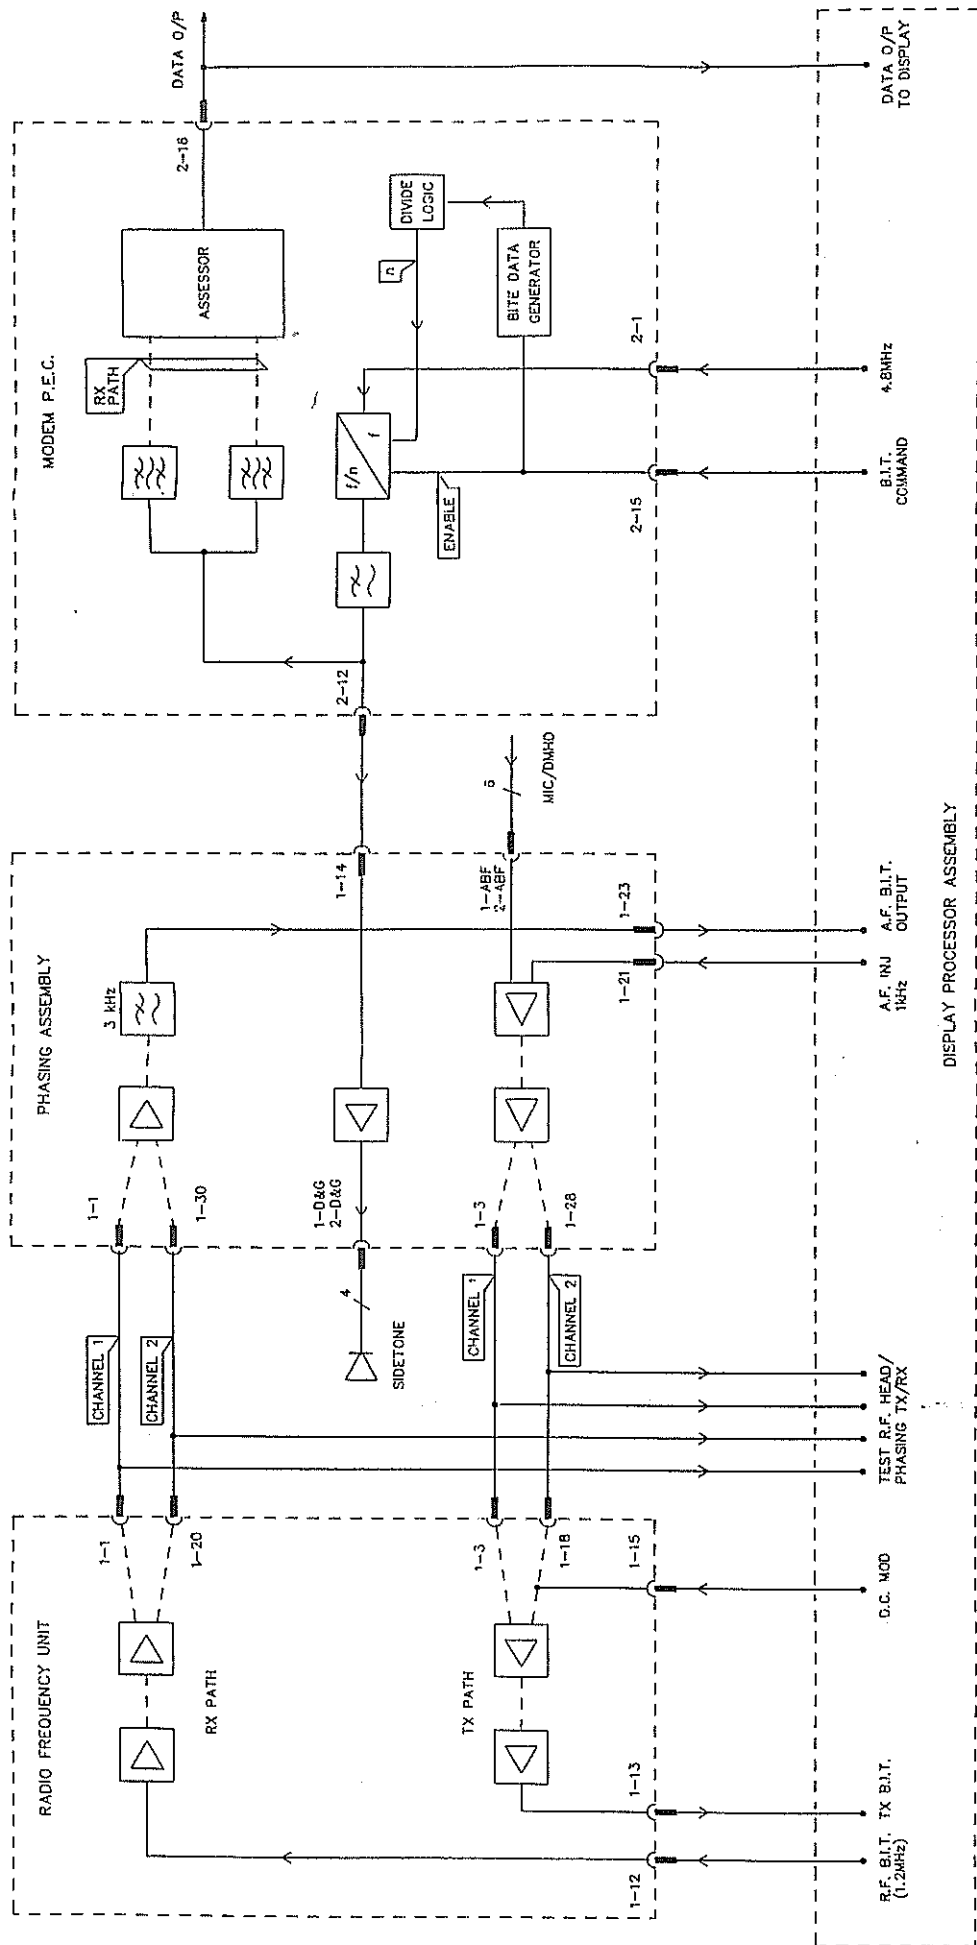 RADIO FREQUENCY UNIT
1-1
1-20
RX PATH
TX PATH
1-3
1-18
1-15
1-13
1-12
CHANNEL 1
CHANNEL 2
SIDETONE
4
CHANNEL 1
CHANNEL 2
PHASING ASSEMBLY
1-1
1-30
3 kHz
1-D&G
2-D&G
1-14
1-3
1-28
1-ABF
2-ABF
1-23
1-21
6
MIC/DMHD
MODEM P.E.C.
2-12
RX
PATH
ASSESSOR
2-16
DATA O/P
f/n
f
n
DIVIDE
LOGIC
ENABLE
BITE DATA
GENERATOR
2-15
2-1
R.F. B.I.T.
(1.2MHz)
TX B.I.T.
D.C. MOD
TEST R.F. HEAD/
PHASING TX/RX
A.F. INJ
1kHz
A.F. B.I.T.
OUTPUT
B.I.T.
COMMAND
4.8MHz
DATA O/P
TO DISPLAY
DISPLAY PROCESSOR ASSEMBLY